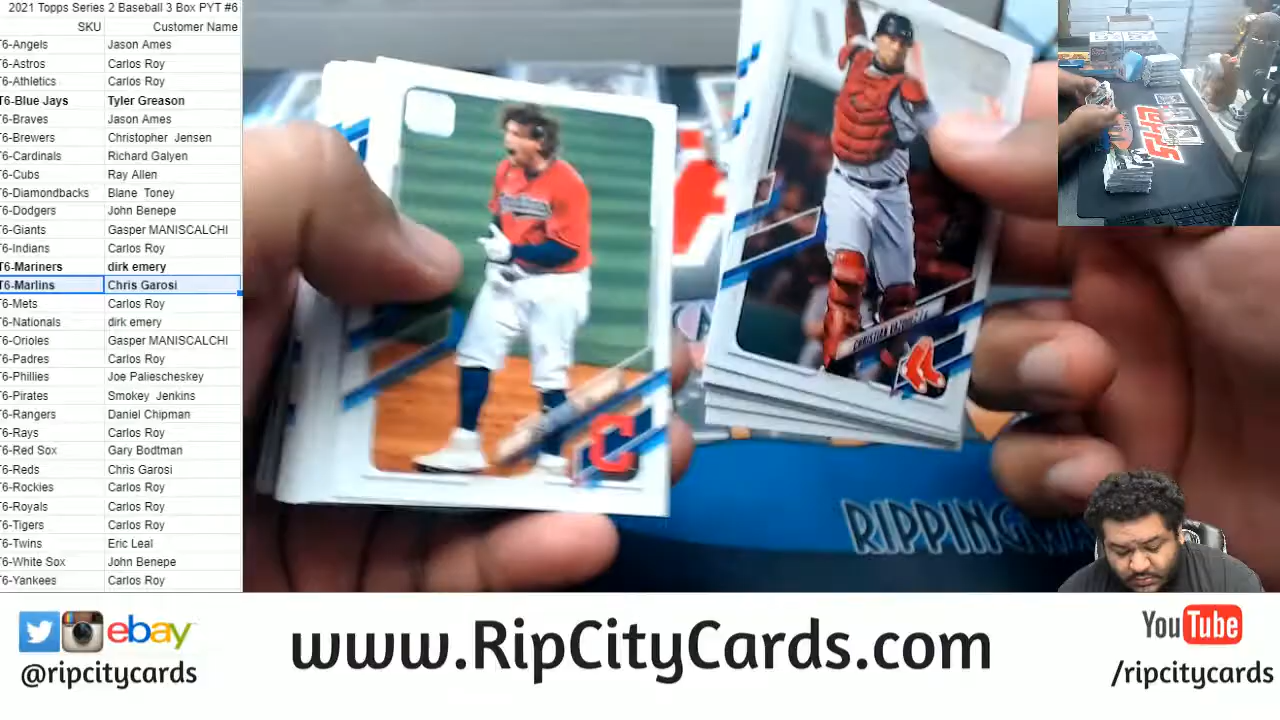 2021 Topps Series 2 Baseball 3 Box PYT #6
SKU Customer Name
T6-Angels Jason Ames
T6-Astros Carlos Roy
T6-Athletics Carlos Roy
T6-Blue Jays Tyler Greason
T6-Braves Jason Ames
T6-Brewers Christopher Jensen
T6-Cardinals Richard Galyen
T6-Cubs Ray Allen
T6-Diamondbacks Blane Toney
T6-Dodgers John Benepe
T6-Giants Gasper MANISCALCHI
T6-Indians Carlos Roy
T6-Mariners dirk emery
T6-Marlins Chris Garosi
T6-Mets Carlos Roy
T6-Nationals dirk emery
T6-Orioles Gasper MANISCALCHI
T6-Padres Carlos Roy
T6-Phillies Joe Paliescheskey
T6-Pirates Smokey Jenkins
T6-Rangers Daniel Chipman
T6-Rays Carlos Roy
T6-Red Sox Gary Bodtman
T6-Reds Chris Garosi
T6-Rockies Carlos Roy
T6-Royals Carlos Roy
T6-Tigers Carlos Roy
T6-Twins Eric Leal
T6-White Sox John Benepe
T6-Yankees Carlos Roy
CHRISTIAN VÁZQUEZ
C
RIPPING
ebay
@ripcitycards
www.RipCityCards.com
YouTube
/ripcitycards